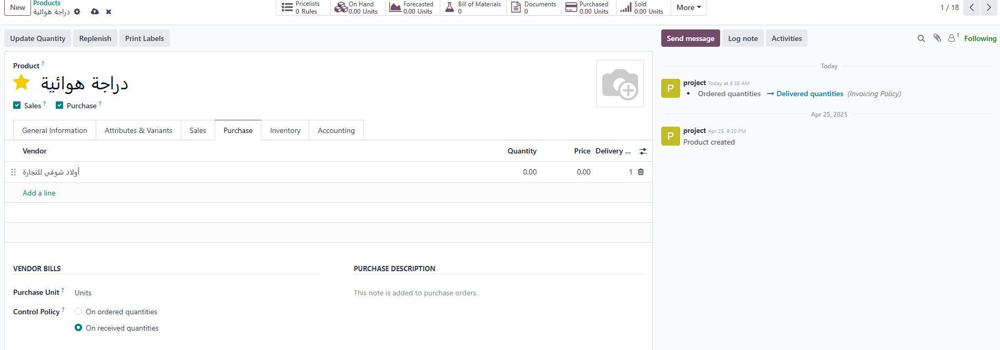 New
Products
دراجة هوائية
Pricelists
0 Rules
On Hand
0.00 Units
Forecasted
0.00 Units
Bill of Materials
0
Documents
0
Purchased
0.00 Units
Sold
0.00 Units
More
1 / 18
Update Quantity Replenish Print Labels
Send message Log note Activities
1 Following
Product ?
دراجة هوائية
Sales ? Purchase ?
General Information Attributes & Variants Sales Purchase Inventory Accounting
Vendor Quantity Price Delivery ...
أولاد شوقي للتجارة 0.00 0.00 1
Add a line
VENDOR BILLS
Purchase Unit ? Units
Control Policy ? On ordered quantities
On received quantities
PURCHASE DESCRIPTION
This note is added to purchase orders.
Today
P
project Today at 8:38 AM
• Ordered quantities → Delivered quantities (Invoicing Policy)
Apr 25, 2025
P
project Apr 25, 9:30 PM
Product created